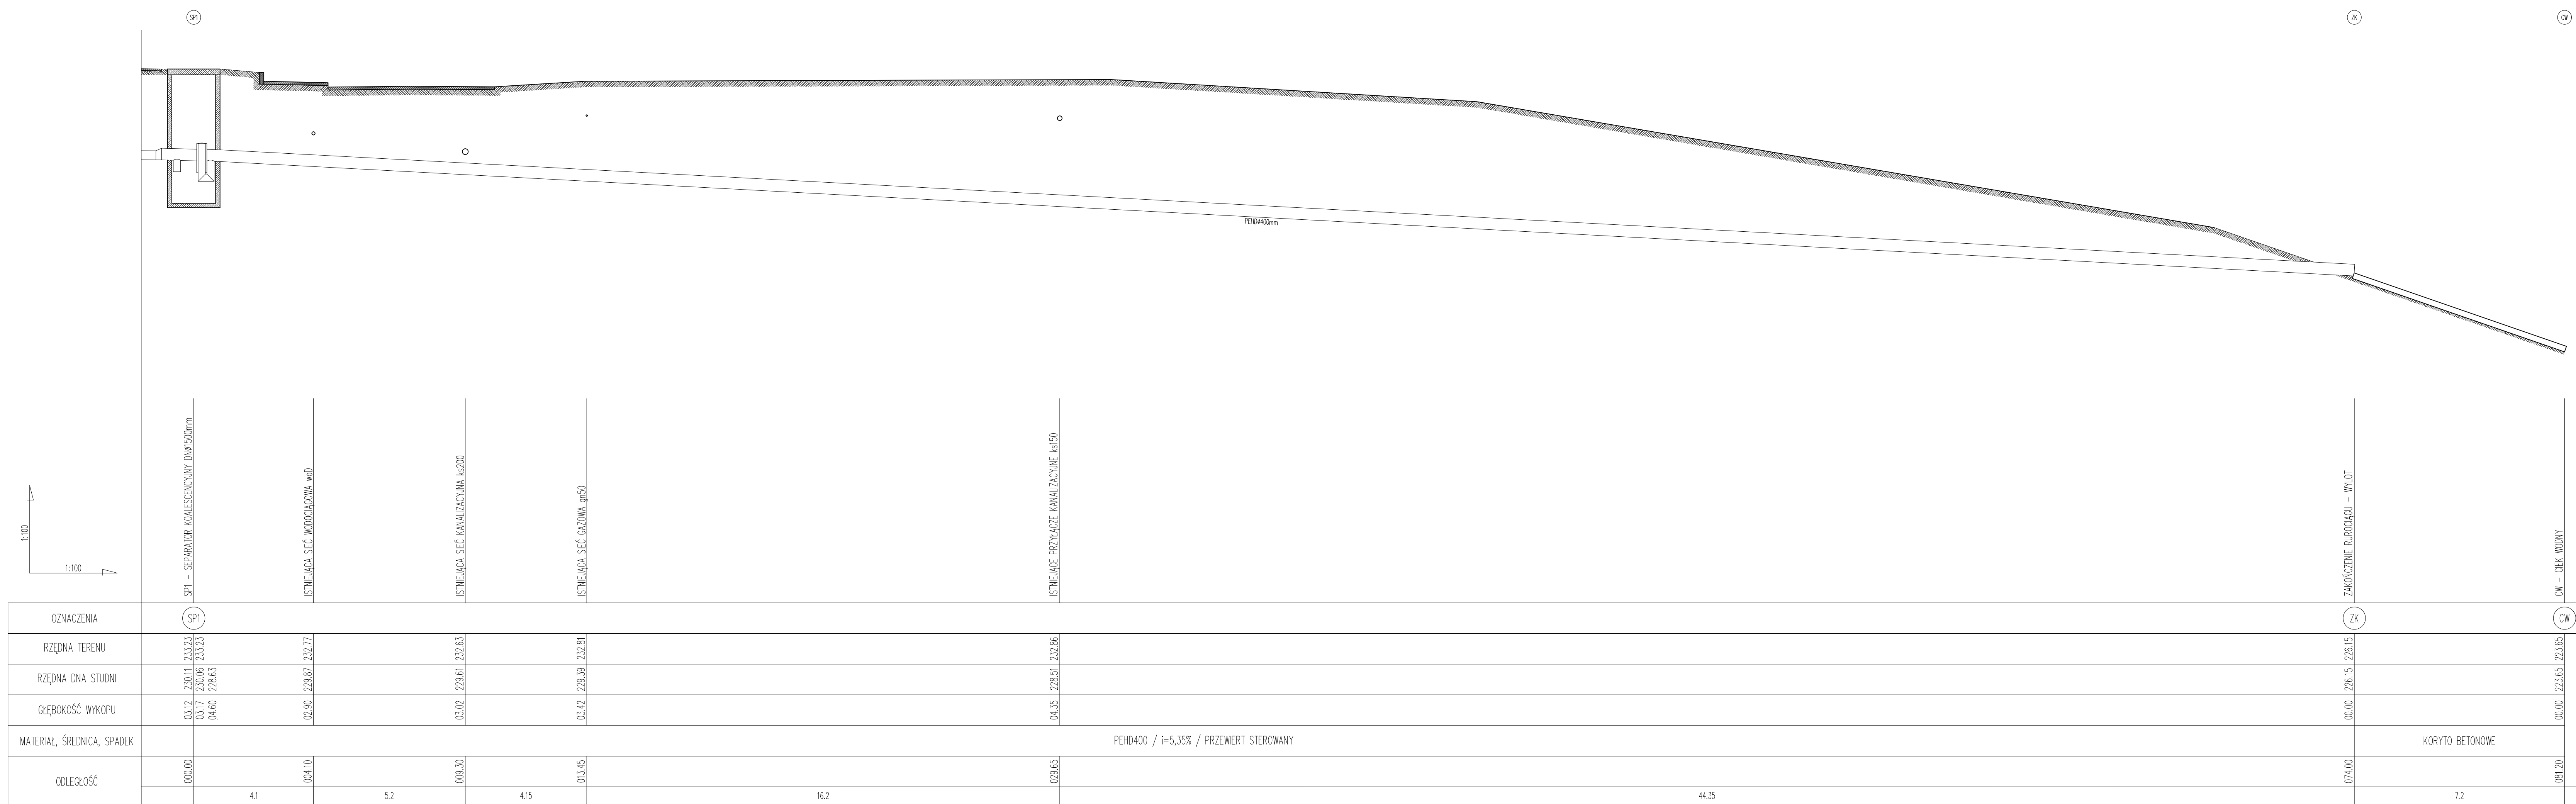 SP1
ZK
CW
PEHDø400mm
1:100
1:100
SP1 - SEPARATOR KOALESCENCYJNY DNø1500mm
ISTNIEJĄCA SIEĆ WODOCIĄGOWA woD
ISTNIEJĄCA SIEĆ KANALIZACYJNA ks200
ISTNIEJĄCA SIEĆ GAZOWA gn50
ISTNIEJĄCE PRZYŁĄCZE KANALIZACYJNE ks150
ZAKOŃCZENIE RUROCIĄGU - WYLOT
CW - CIEK WODNY
OZNACZENIA
SP1
ZK
CW
RZĘDNA TERENU
233.23
233.23
232.77
232.63
232.81
232.86
226.15
223.65
RZĘDNA DNA STUDNI
230.11
230.06
228.63
229.87
229.61
229.39
228.51
226.15
223.65
GŁĘBOKOŚĆ WYKOPU
03.12
03.17
04.60
02.90
03.02
03.42
04.35
00.00
00.00
MATERIAŁ, ŚREDNICA, SPADEK
PEHD400 / i=5,35% / PRZEWIERT STEROWANY
KORYTO BETONOWE
ODLEGŁOŚĆ
000.00
004.10
009.30
013.45
029.65
074.00
081.20
4.1
5.2
4.15
16.2
44.35
7.2